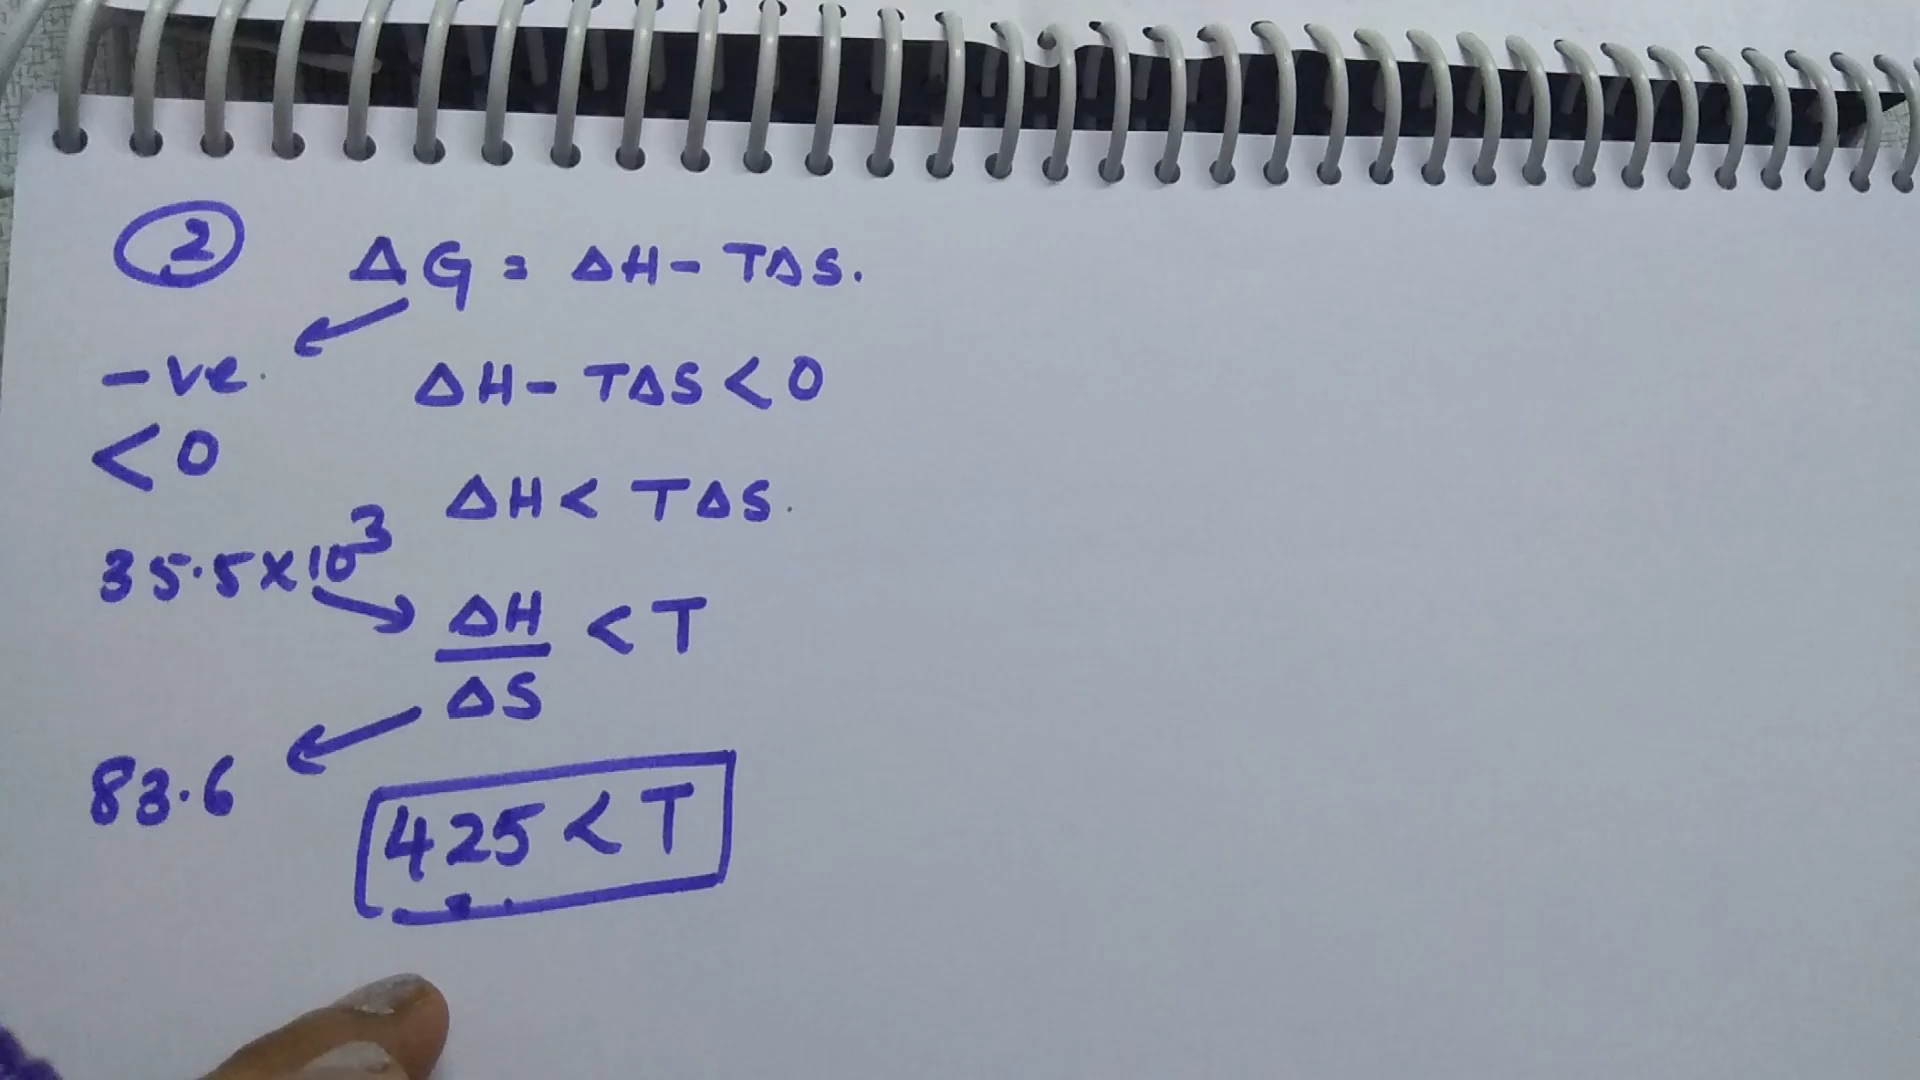 2 ΔG = ΔH - TΔS.
-ve. ΔH - TΔS < 0
< 0
ΔH < TΔS.
35.5×10³
ΔH/ΔS < T
83.6
425 < T